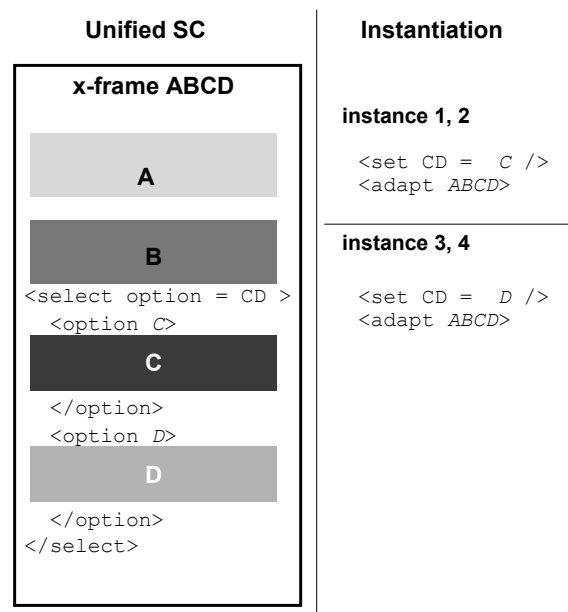 Unified SC
x-frame ABCD
A
B
<select option = CD >
<option C>
C
</option>
<option D>
D
</option>
</select>
Instantiation
instance 1, 2
<set CD = C />
<adapt ABCD>
instance 3, 4
<set CD = D />
<adapt ABCD>